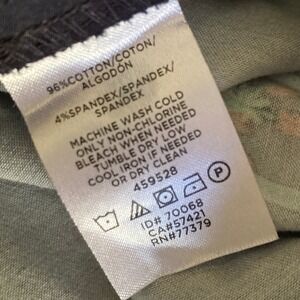 96%COTTON/COTON/
ALGODÓN
4%SPANDEX/SPANDEX/
SPANDEX
MACHINE WASH COLD
ONLY NON-CHLORINE
BLEACH WHEN NEEDED
TUMBLE DRY LOW
COOL IRON IF NEEDED
OR DRY CLEAN
459528
ID# 70068
CA#57421
RN#77379